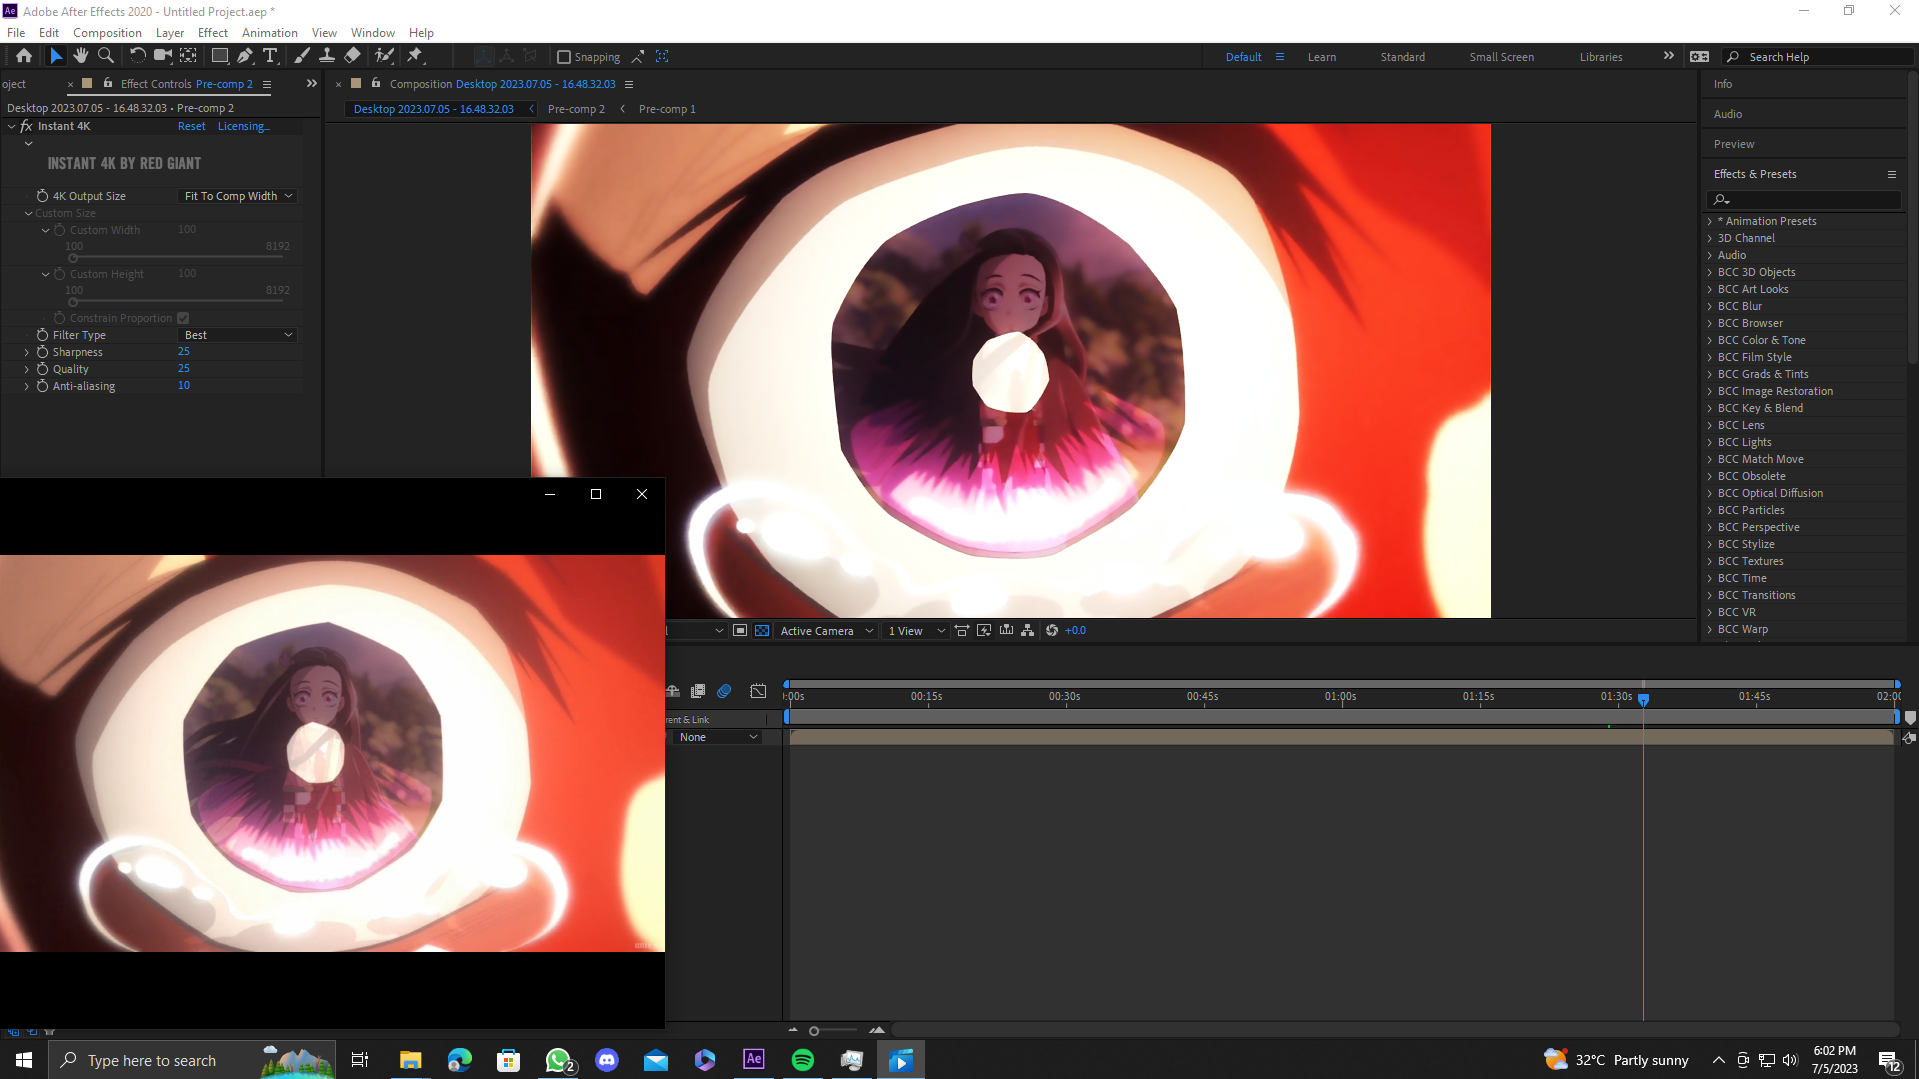 Ae Adobe After Effects 2020 - Untitled Project.aep *
File Edit Composition Layer Effect Animation View Window Help
Snapping
Default Learn Standard Small Screen Libraries Search Help
oject × Effect Controls Pre-comp 2
× Composition Desktop 2023.07.05 - 16.48.32.03
Desktop 2023.07.05 - 16.48.32.03 • Pre-comp 2
Desktop 2023.07.05 - 16.48.32.03 Pre-comp 2 Pre-comp 1
fx Instant 4K Reset Licensing...
INSTANT 4K BY RED GIANT
4K Output Size Fit To Comp Width
Custom Size
Custom Width 100
100 8192
Custom Height 100
100 8192
Constrain Proportion
Filter Type Best
Sharpness 25
Quality 25
Anti-aliasing 10
Info
Audio
Preview
Effects & Presets
* Animation Presets
3D Channel
Audio
BCC 3D Objects
BCC Art Looks
BCC Blur
BCC Browser
BCC Color & Tone
BCC Film Style
BCC Grads & Tints
BCC Image Restoration
BCC Key & Blend
BCC Lens
BCC Lights
BCC Match Move
BCC Obsolete
BCC Optical Diffusion
BCC Particles
BCC Perspective
BCC Stylize
BCC Textures
BCC Time
BCC Transitions
BCC VR
BCC Warp
Active Camera 1 View +0.0
:00s 00:15s 00:30s 00:45s 01:00s 01:15s 01:30s 01:45s 02:00
rent & Link
None
Type here to search
2
Ae
32°C Partly sunny
6:02 PM
7/5/2023
12